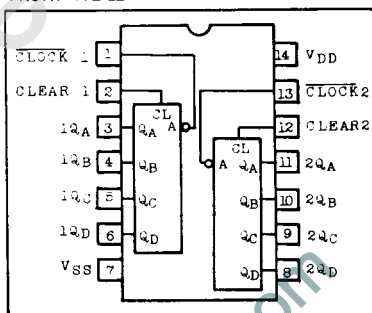 CLOCK 1 1 14 VDD
CLEAR 1 2 CL A 13 CLOCK2
1QA 3 QA 12 CLEAR2
CL
1QB 4 QB A QA 11 2QA
1QC 5 QC QB 10 2QB
1QD 6 QD QC 9 2QC
VSS 7 QD 8 2QD